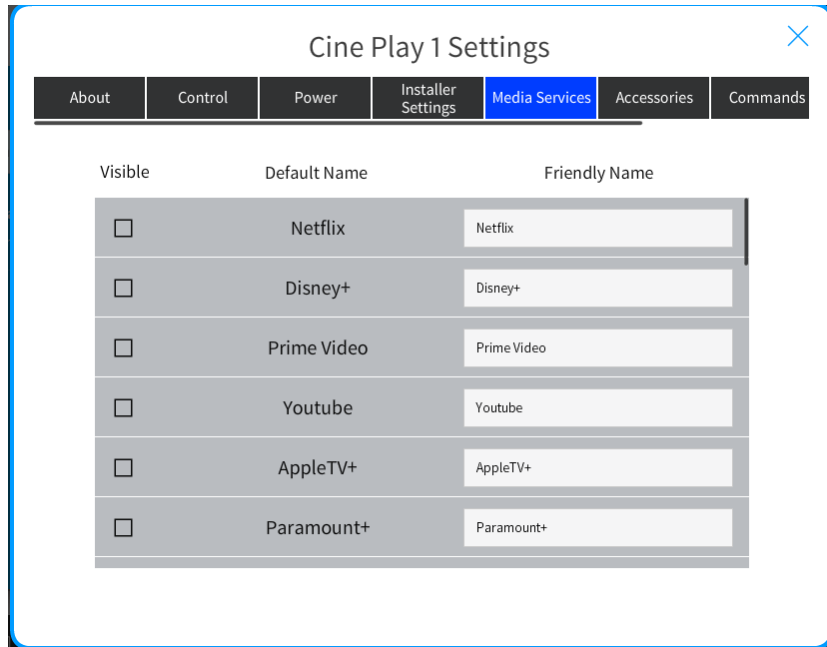 Cine Play 1 Settings
About Control Power Installer Settings Media Services Accessories Commands
Visible Default Name Friendly Name
Netflix Netflix
Disney+ Disney+
Prime Video Prime Video
Youtube Youtube
AppleTV+ AppleTV+
Paramount+ Paramount+